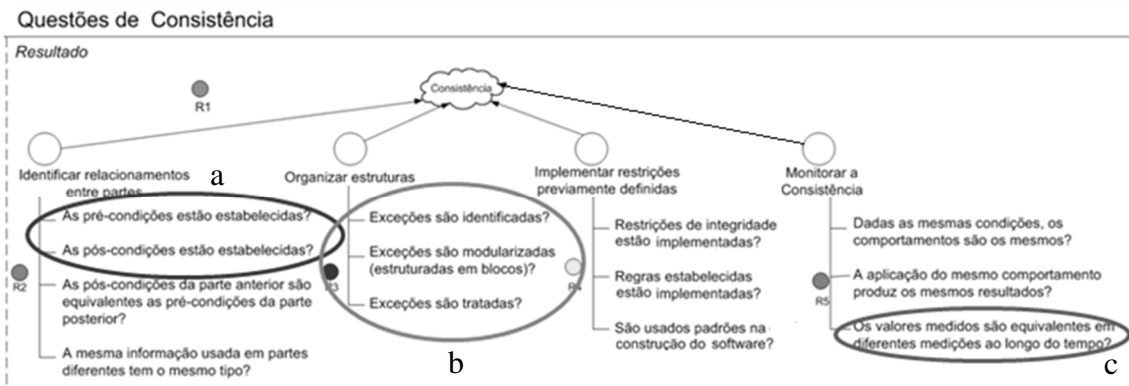 Questões de Consistência
Resultado
Consistência
R1
Identificar relacionamentos
entre partes
a
As pré-condições estão estabelecidas?
As pós-condições estão estabelecidas?
R2
As pós-condições da parte anterior são
equivalentes as pré-condições da parte
posterior?
A mesma informação usada em partes
diferentes tem o mesmo tipo?
Organizar estruturas
Exceções são identificadas?
Exceções são modularizadas
(estruturadas em blocos)?
R3
Exceções são tratadas?
b
Implementar restrições
previamente definidas
Restrições de integridade
estão implementadas?
R4
Regras estabelecidas
estão implementadas?
São usados padrões na
construção do software?
Monitorar a
Consistência
Dadas as mesmas condições, os
comportamentos são os mesmos?
R5
A aplicação do mesmo comportamento
produz os mesmos resultados?
Os valores medidos são equivalentes em
diferentes medições ao longo do tempo?
c